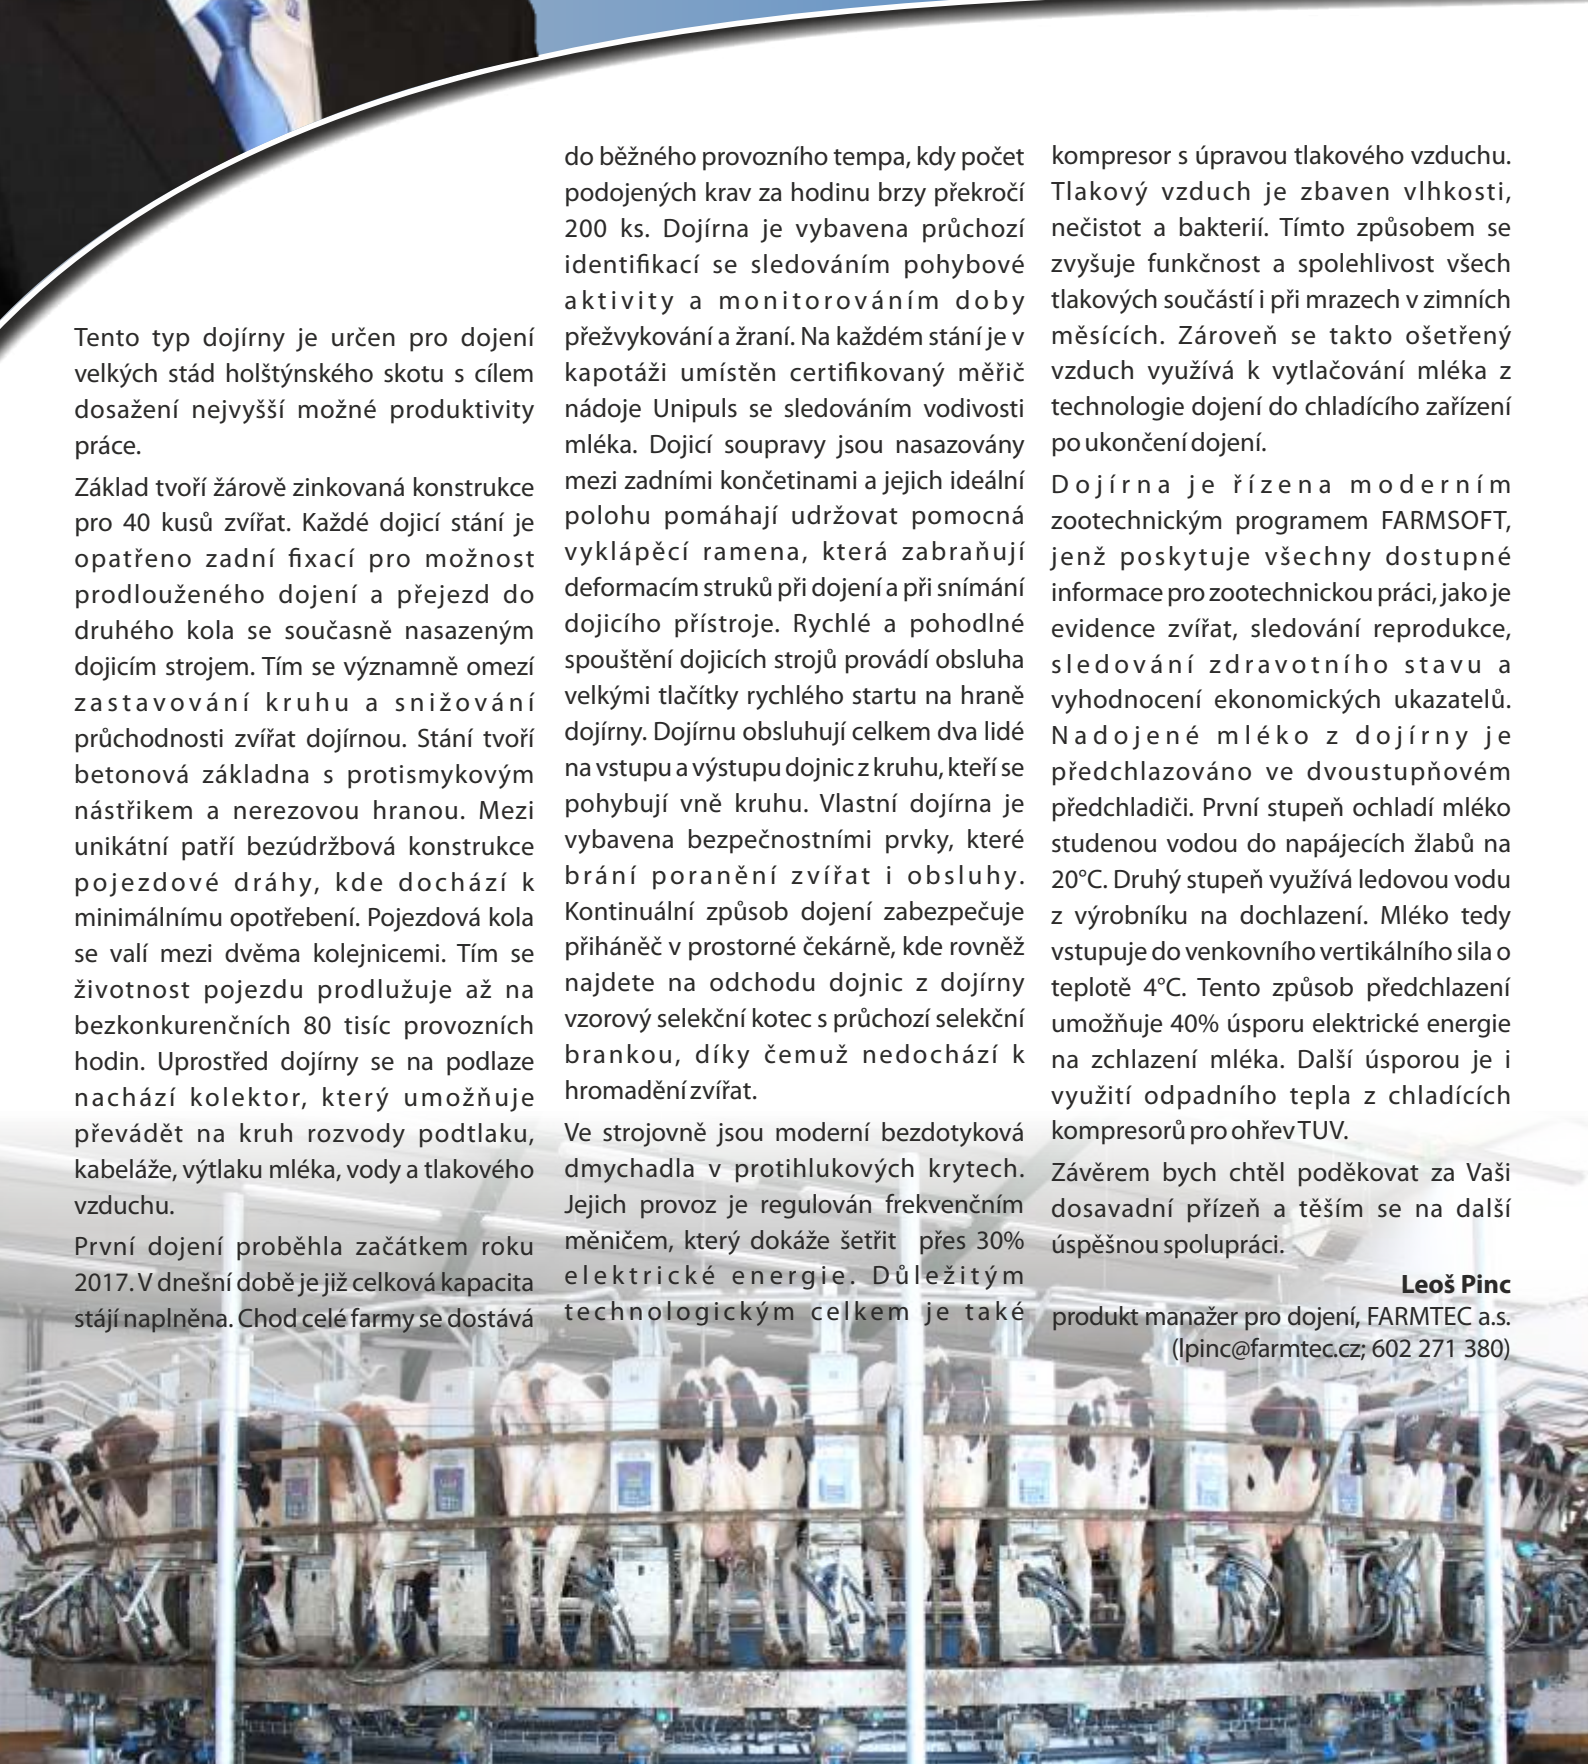 Tento typ dojírny je určen pro dojení
velkých stád holštýnského skotu s cílem
dosažení nejvyšší možné produktivity
práce.
Základ tvoří žárově zinkovaná konstrukce
pro 40 kusů zvířat. Každé dojicí stání je
opatřeno zadní fixací pro možnost
prodlouženého dojení a přejezd do
druhého kola se současně nasazeným
dojicím strojem. Tím se významně omezí
zastavování kruhu a snižování
průchodnosti zvířat dojírnou. Stání tvoří
betonová základna s protismykovým
nástřikem a nerezovou hranou. Mezi
unikátní patří bezúdržbová konstrukce
pojezdové dráhy, kde dochází k
minimálnímu opotřebení. Pojezdová kola
se valí mezi dvěma kolejnicemi. Tím se
životnost pojezdu prodlužuje až na
bezkonkurenčních 80 tisíc provozních
hodin. Uprostřed dojírny se na podlaze
nachází kolektor, který umožňuje
převádět na kruh rozvody podtlaku,
kabeláže, výtlaku mléka, vody a tlakového
vzduchu.
První dojení proběhla začátkem roku
2017. V dnešní době je již celková kapacita
stájí naplněna. Chod celé farmy se dostává
do běžného provozního tempa, kdy počet
podojených krav za hodinu brzy překročí
200 ks. Dojírna je vybavena průchozí
identifikací se sledováním pohybové
aktivity a monitorováním doby
přežvykování a žraní. Na každém stání je v
kapotáži umístěn certifikovaný měřič
nádoje Unipuls se sledováním vodivosti
mléka. Dojicí soupravy jsou nasazovány
mezi zadními končetinami a jejich ideální
polohu pomáhají udržovat pomocná
vyklápěcí ramena, která zabraňují
deformacím struků při dojení a při snímání
dojicího přístroje. Rychlé a pohodlné
spouštění dojicích strojů provádí obsluha
velkými tlačítky rychlého startu na hraně
dojírny. Dojírnu obsluhují celkem dva lidé
na vstupu a výstupu dojnic z kruhu, kteří se
pohybují vně kruhu. Vlastní dojírna je
vybavena bezpečnostními prvky, které
brání poranění zvířat i obsluhy.
Kontinuální způsob dojení zabezpečuje
přiháněč v prostorné čekárně, kde rovněž
najdete na odchodu dojnic z dojírny
vzorový selekční kotec s průchozí selekční
brankou, díky čemuž nedochází k
hromadění zvířat.
Ve strojovně jsou moderní bezdotyková
dmychadla v protihlukových krytech.
Jejich provoz je regulován frekvenčním
měničem, který dokáže šetřit přes 30%
elektrické energie. Důležitým
technologickým celkem je také
kompresor s úpravou tlakového vzduchu.
Tlakový vzduch je zbaven vlhkosti,
nečistot a bakterií. Tímto způsobem se
zvyšuje funkčnost a spolehlivost všech
tlakových součástí i při mrazech v zimních
měsících. Zároveň se takto ošetřený
vzduch využívá k vytlačování mléka z
technologie dojení do chladícího zařízení
po ukončení dojení.
Dojírna je řízena moderním
zootechnickým programem FARMSOFT,
jenž poskytuje všechny dostupné
informace pro zootechnickou práci, jako je
evidence zvířat, sledování reprodukce,
sledování zdravotního stavu a
vyhodnocení ekonomických ukazatelů.
Nadojené mléko z dojírny je
předchlazováno ve dvoustupňovém
předchladiči. První stupeň ochladí mléko
studenou vodou do napájecích žlabů na
20°C. Druhý stupeň využívá ledovou vodu
z výrobníku na dochlazení. Mléko tedy
vstupuje do venkovního vertikálního sila o
teplotě 4°C. Tento způsob předchlazení
umožňuje 40% úsporu elektrické energie
na zchlazení mléka. Další úsporou je i
využití odpadního tepla z chladících
kompresorů pro ohřev TUV.
Závěrem bych chtěl poděkovat za Vaši
dosavadní přízeň a těším se na další
úspěšnou spolupráci.
Leoš Pinc
produkt manažer pro dojení, FARMTEC a.s.
(lpinc@farmtec.cz; 602 271 380)